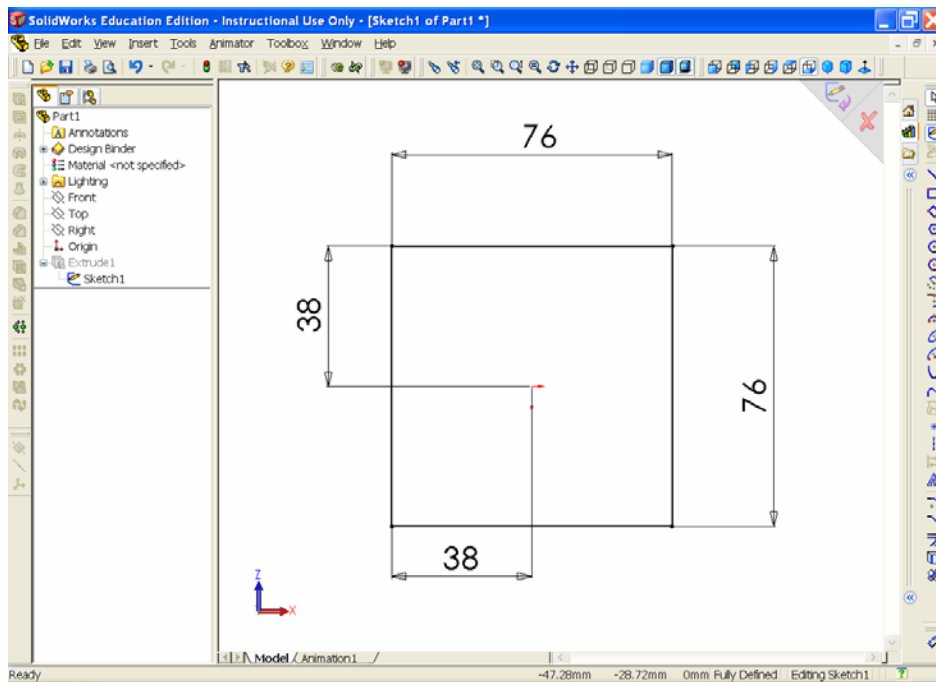 SolidWorks Education Edition - Instructional Use Only - [Sketch1 of Part1 *]
File Edit View Insert Tools Animator Toolbox Window Help
Part1
Annotations
Design Binder
Material <not specified>
Lighting
Front
Top
Right
Origin
Extrude1
Sketch1
76
38
76
38
Z
X
Model Animation1
Ready -47.28mm -28.72mm 0mm Fully Defined Editing Sketch1 ?